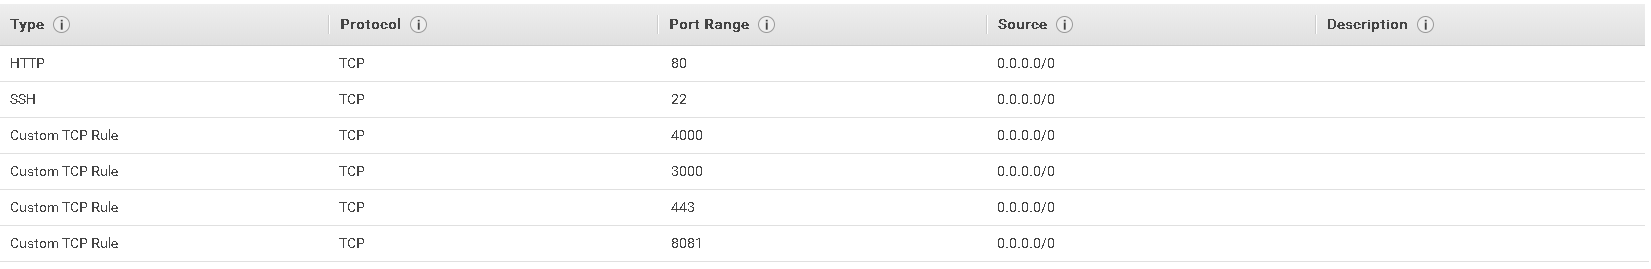 Type Protocol Port Range Source Description
HTTP TCP 80 0.0.0.0/0
SSH TCP 22 0.0.0.0/0
Custom TCP Rule TCP 4000 0.0.0.0/0
Custom TCP Rule TCP 3000 0.0.0.0/0
Custom TCP Rule TCP 443 0.0.0.0/0
Custom TCP Rule TCP 8081 0.0.0.0/0